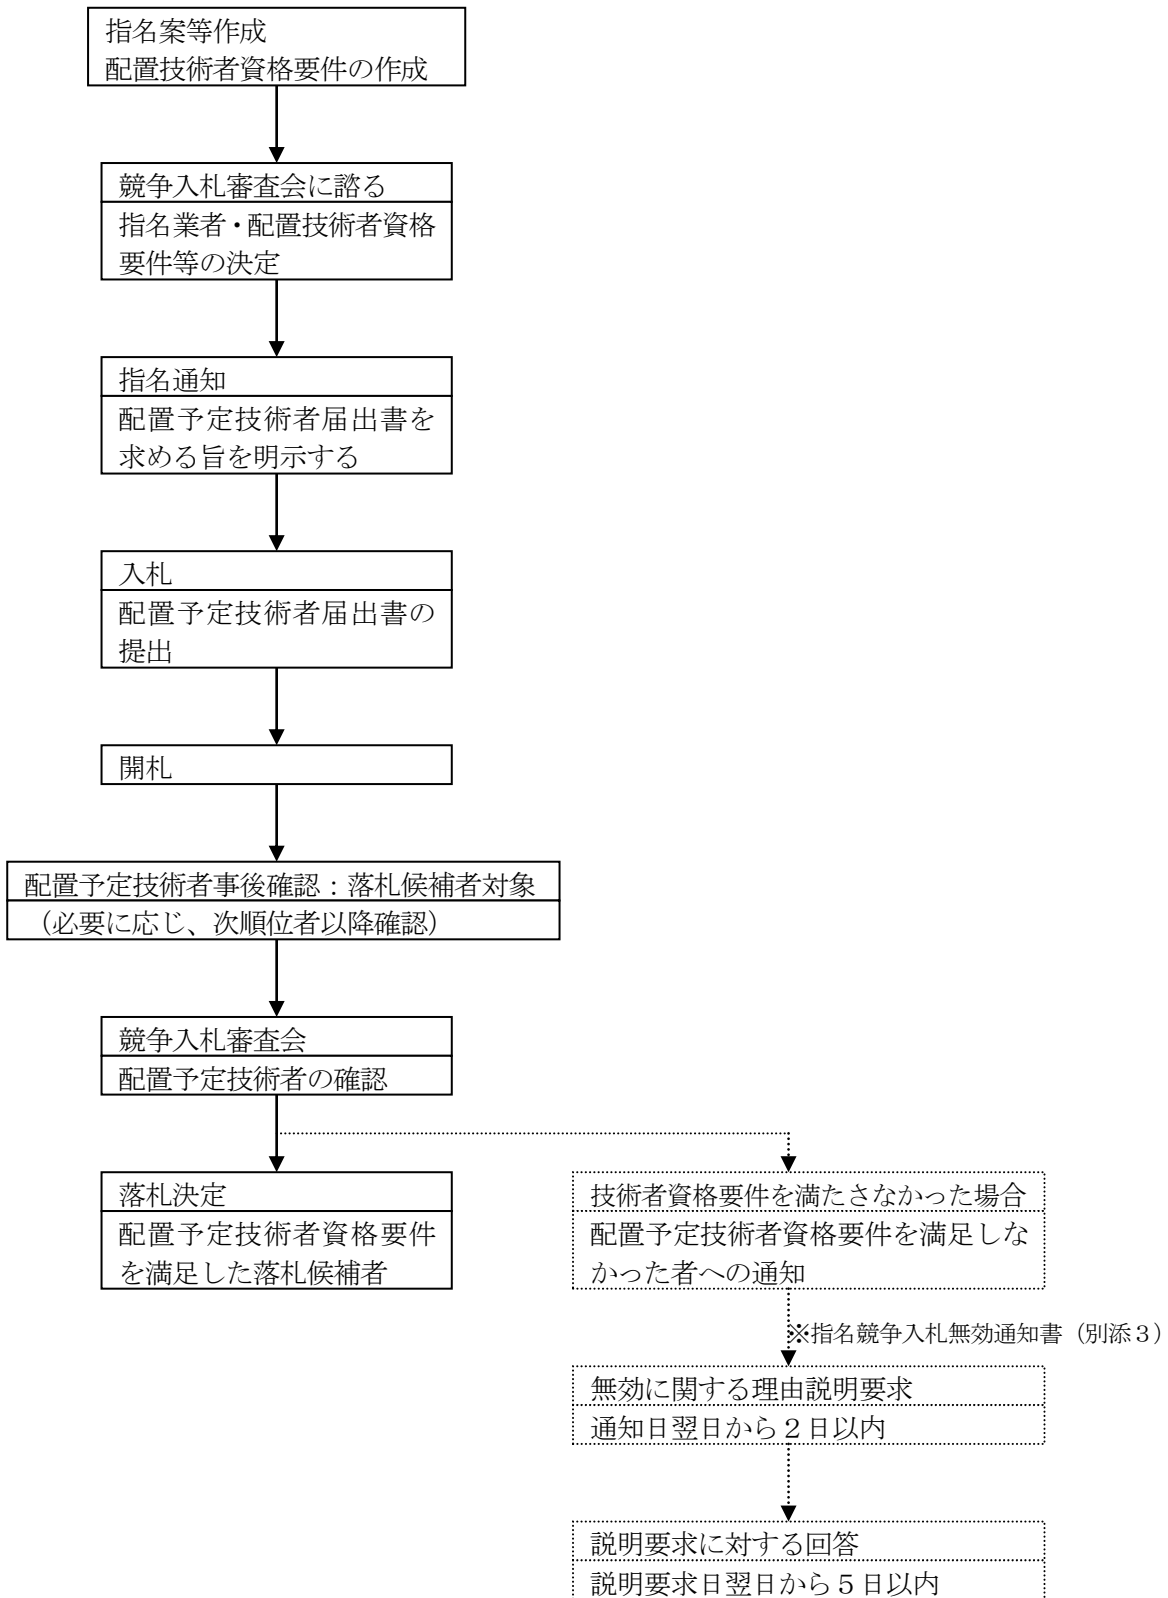 指名案等作成
配置技術者資格要件の作成
競争入札審査会に諮る
指名業者・配置技術者資格
要件等の決定
指名通知
配置予定技術者届出書を
求める旨を明示する
入札
配置予定技術者届出書の
提出
開札
配置予定技術者事後確認：落札候補者対象
（必要に応じ、次順位者以降確認）
競争入札審査会
配置予定技術者の確認
落札決定
配置予定技術者資格要件
を満足した落札候補者
技術者資格要件を満たさなかった場合
配置予定技術者資格要件を満足しな
かった者への通知
※指名競争入札無効通知書（別添３）
無効に関する理由説明要求
通知日翌日から２日以内
説明要求に対する回答
説明要求日翌日から５日以内